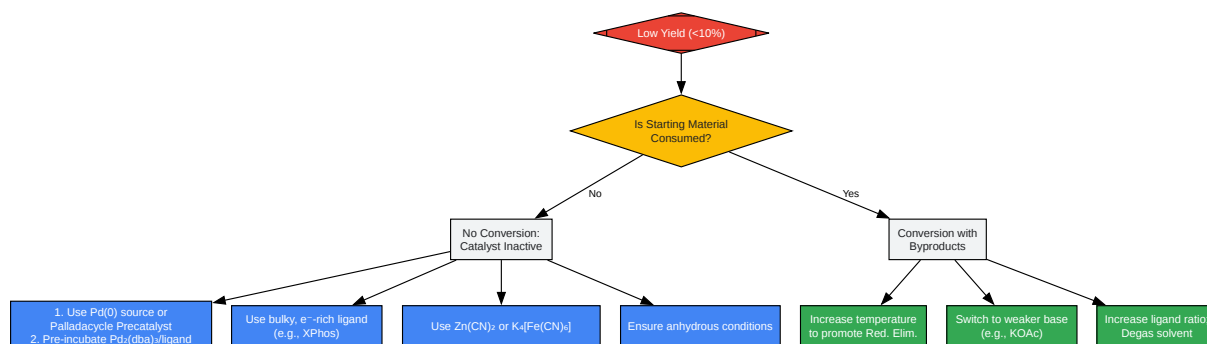 Low Yield (<10%)
Is Starting Material
Consumed?
No
Yes
No Conversion:
Catalyst Inactive
Conversion with
Byproducts
1. Use Pd(0) source or
Palladacycle Precatalyst
2. Pre-incubate Pd₂(dba)₃/ligand
Use bulky, e⁻-rich ligand
(e.g., XPhos)
Use Zn(CN)₂ or K₄[Fe(CN)₆]
Ensure anhydrous conditions
Increase temperature
to promote Red. Elim.
Switch to weaker base
(e.g., KOAc)
Increase ligand ratio
Degas solvent